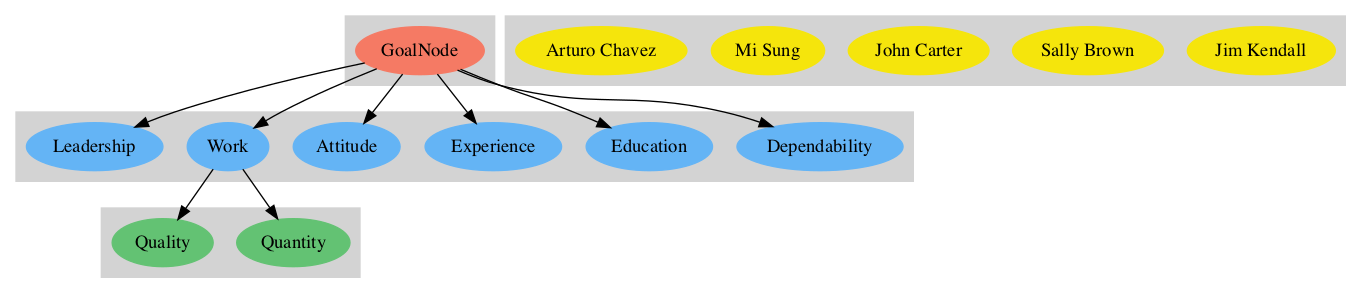 GoalNode
Arturo Chavez
Mi Sung
John Carter
Sally Brown
Jim Kendall
Leadership
Work
Attitude
Experience
Education
Dependability
Quality
Quantity